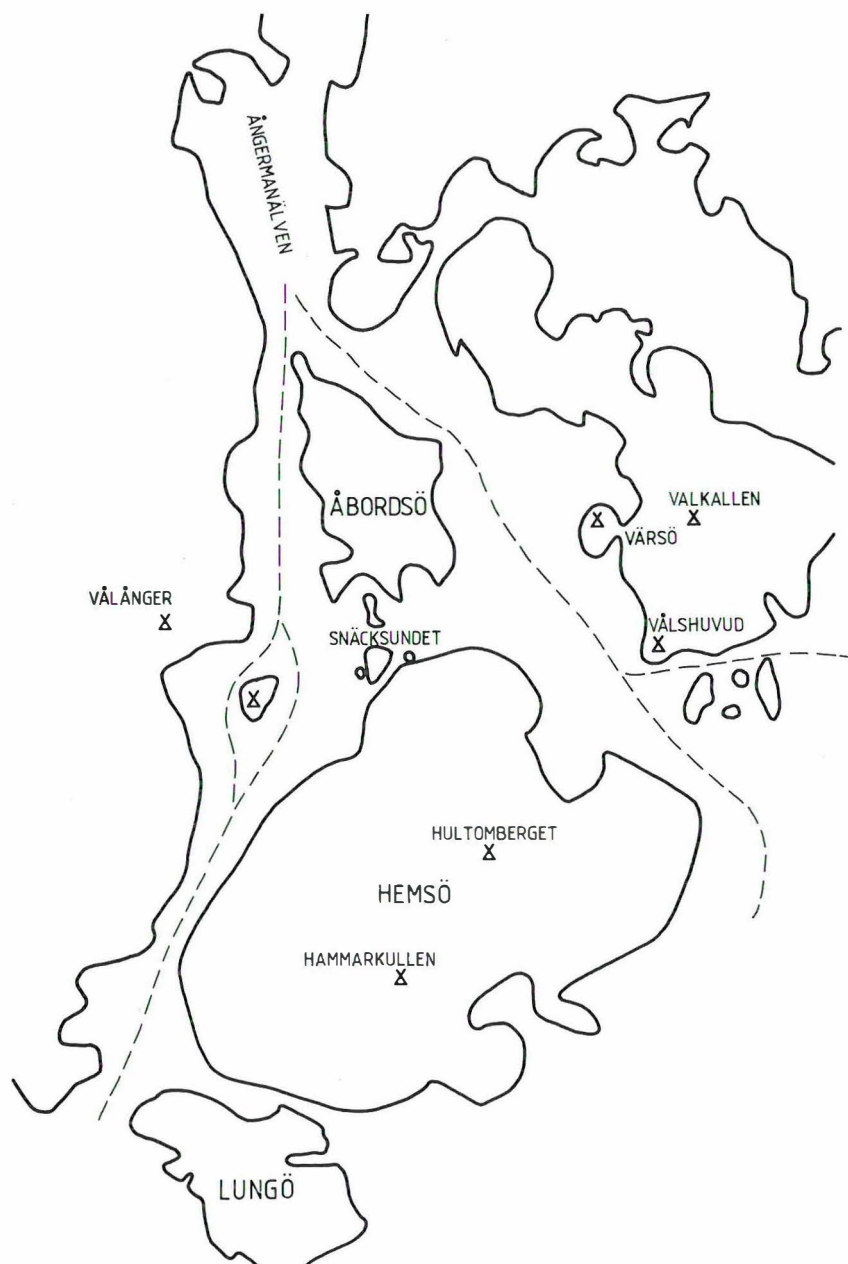 ÅNGERMANÄLVEN
ÅBORDSÖ
VALKALLEN
VÄRSÖ
VÅLÅNGER
SNÄCKSUNDET
VÅLSHUVUD
HULTOMBERGET
HEMSÖ
HAMMARKULLEN
LUNGÖ